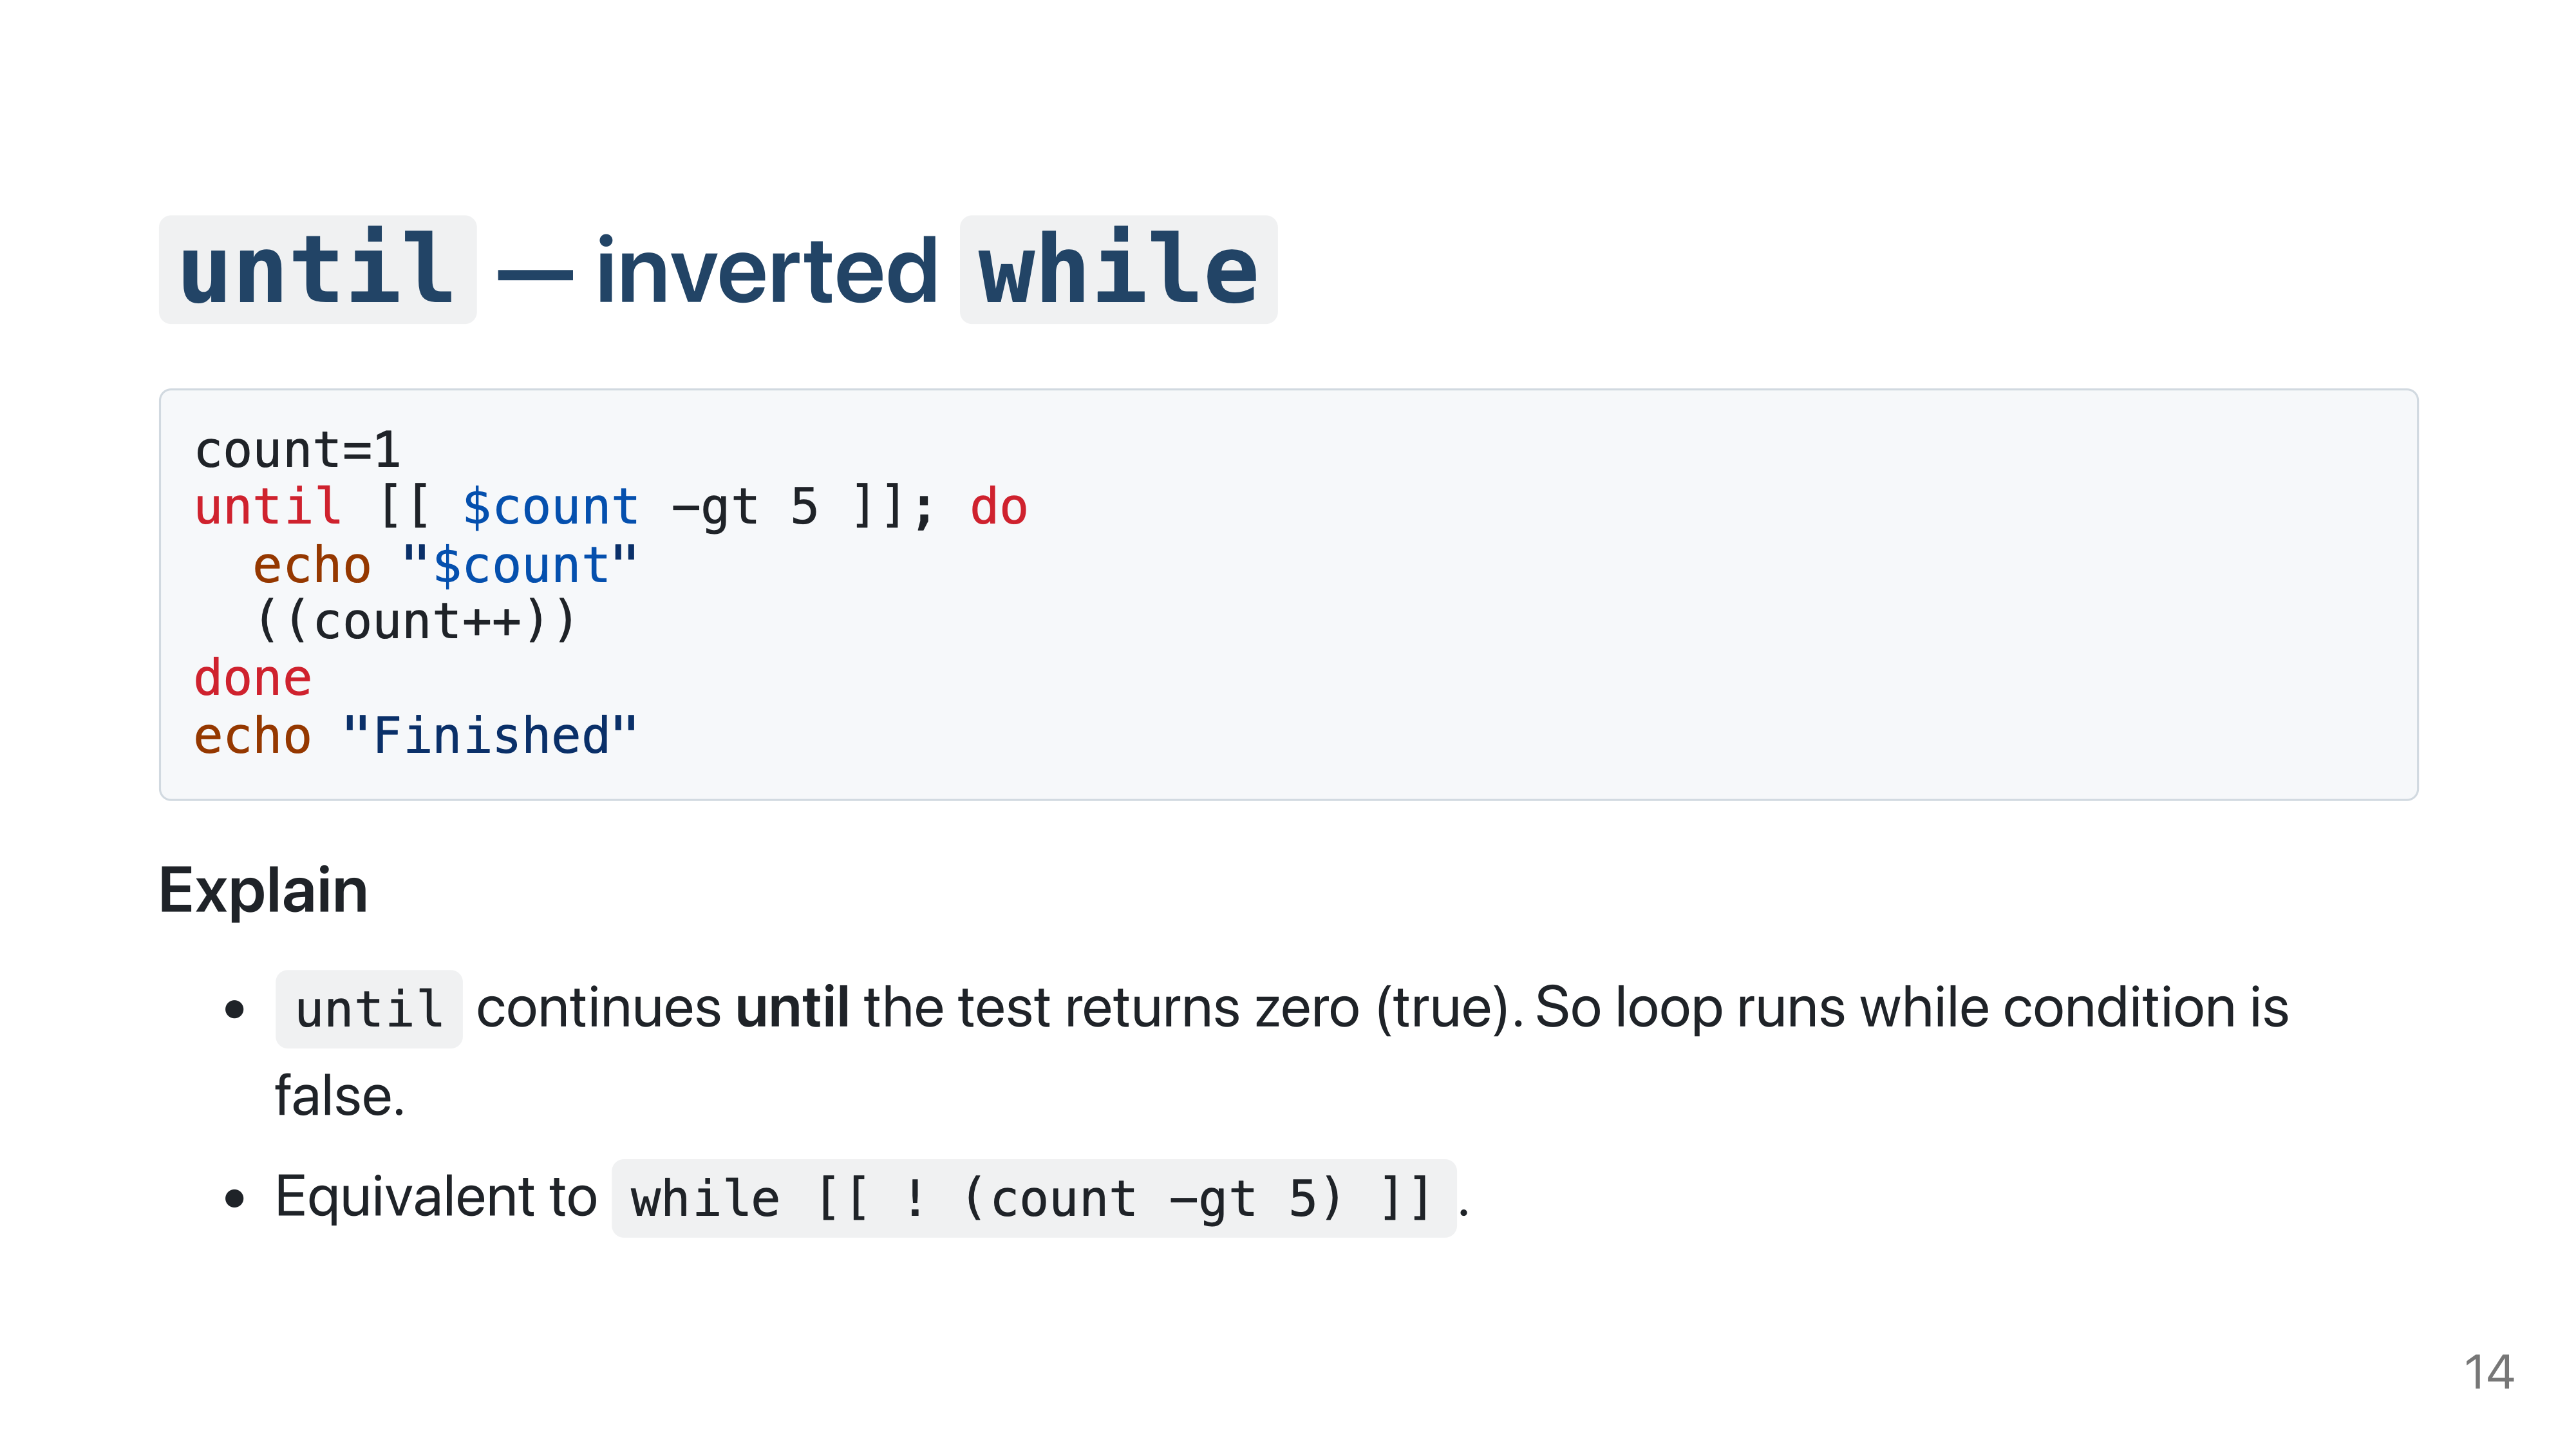 until — inverted while
count=1
until [[ $count -gt 5 ]]; do
  echo "$count"
  ((count++))
done
echo "Finished"
Explain
• until continues until the test returns zero (true). So loop runs while condition is
false.
• Equivalent to while [[ ! (count -gt 5) ]] .
14